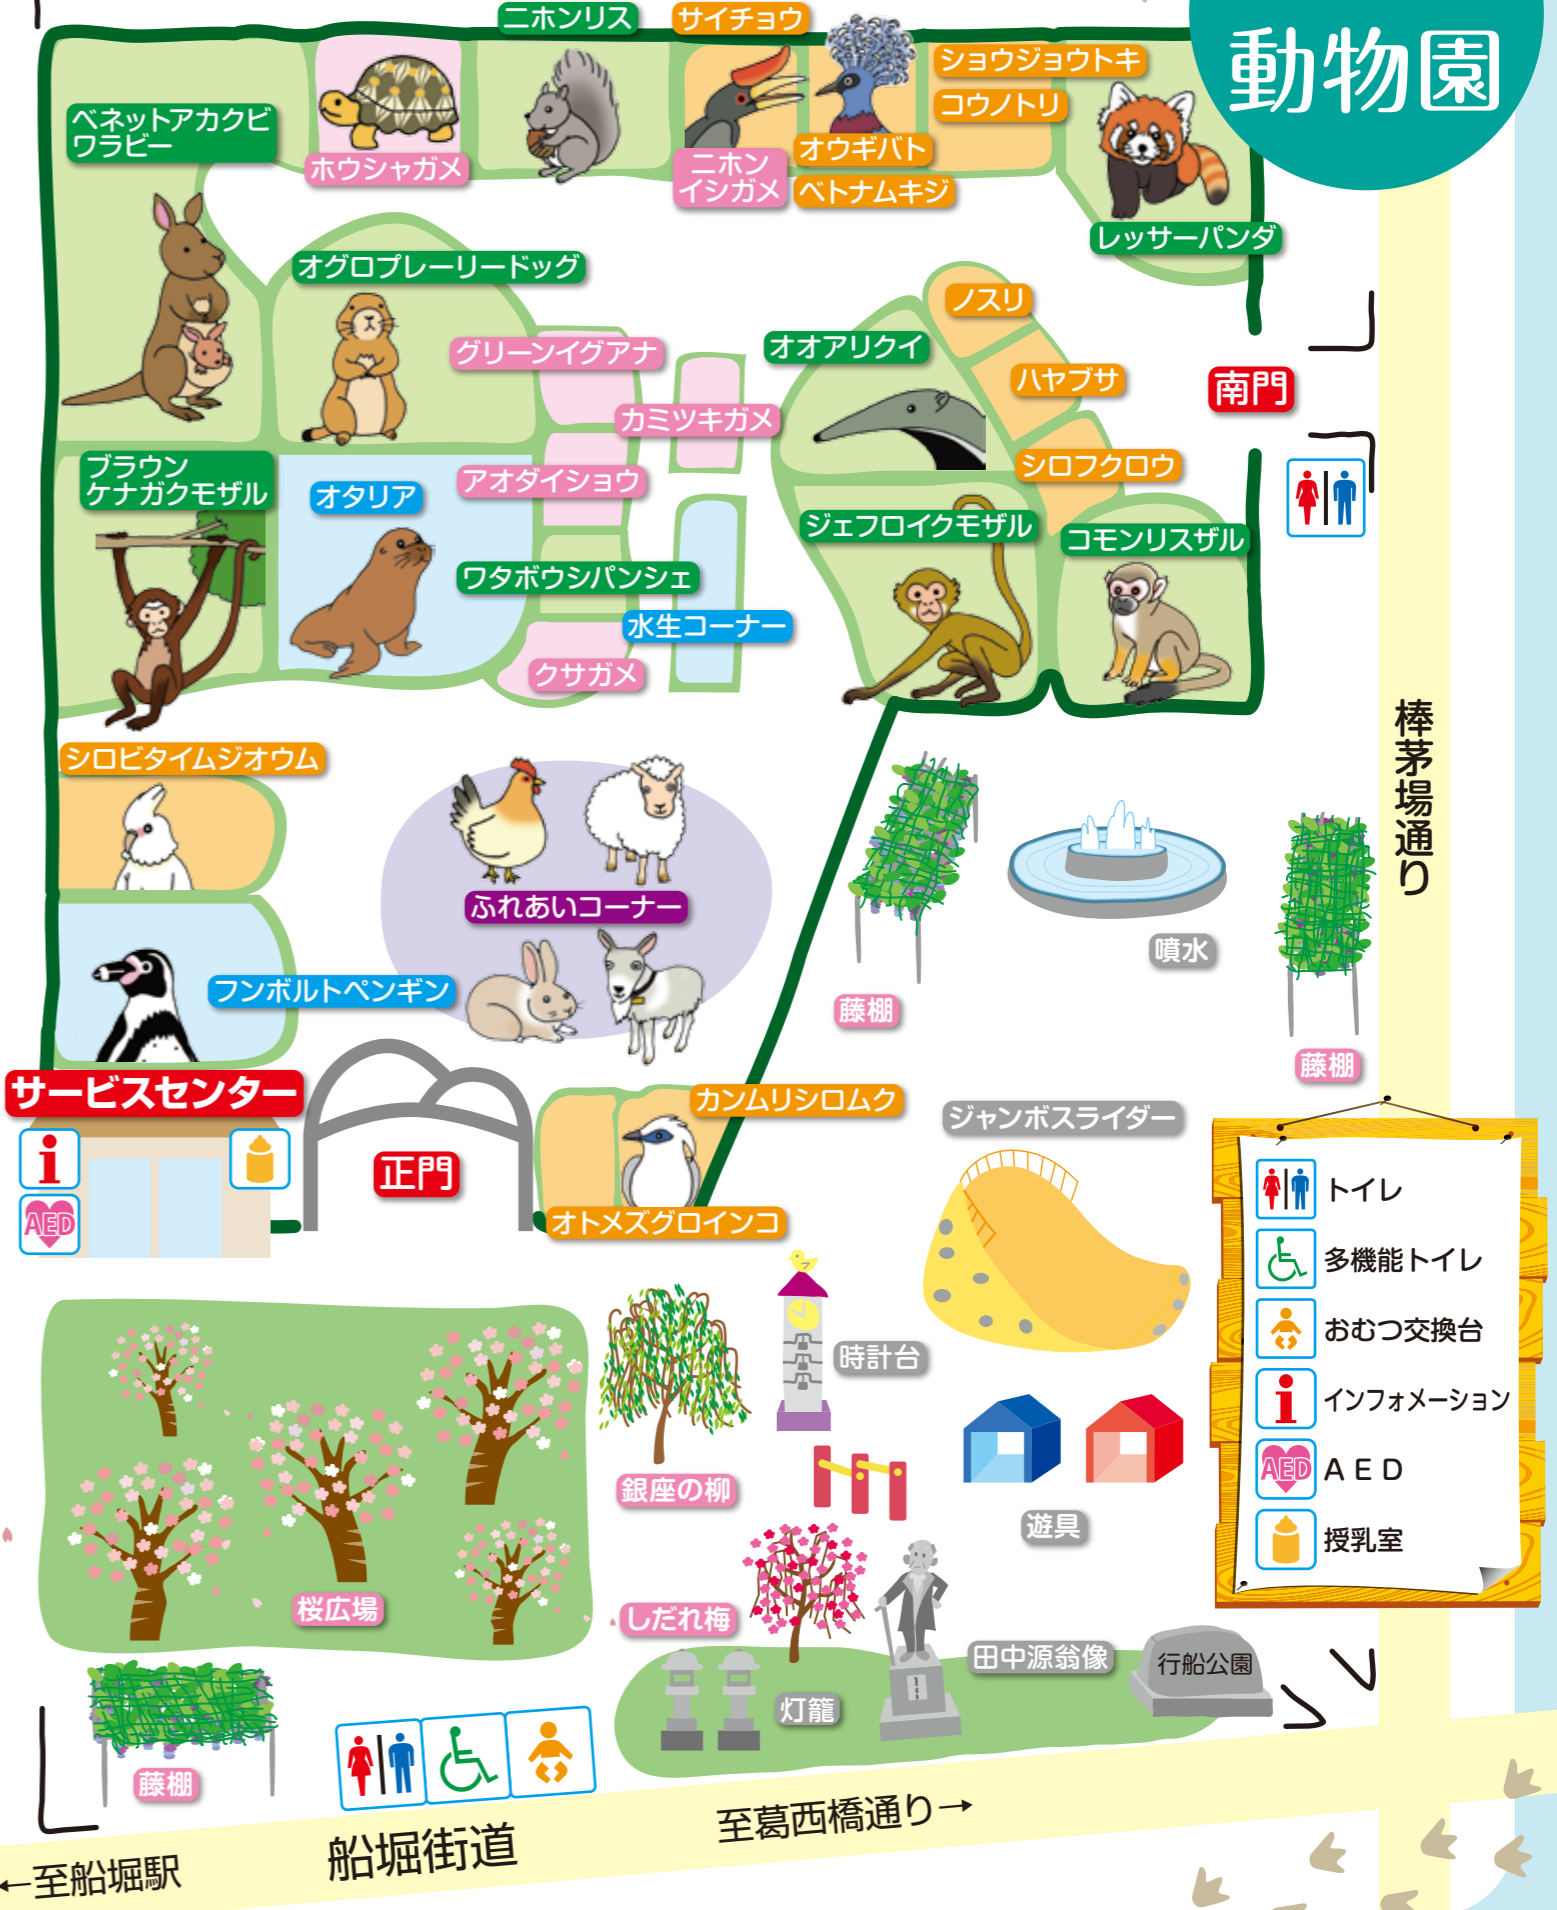 動物園
ニホンリス
サイチョウ
ショウジョウトキ
コウノトリ
ベネットアカクビ
ワラビー
ホウシャガメ
ニホン
イシガメ
オウギバト
ベトナムキジ
レッサーパンダ
オグロプレーリードッグ
ノスリ
グリーンイグアナ
オオアリクイ
ハヤブサ
南門
カミツキガメ
シロフクロウ
ブラウン
ケナガクモザル
オタリア
アオダイショウ
ジェフロイクモザル
コモンリスザル
ワタボウシパンシェ
水生コーナー
クサガメ
棒茅場通り
シロビタイムジオウム
ふれあいコーナー
フンボルトペンギン
噴水
藤棚
藤棚
サービスセンター
カンムリシロムク
ジャンボスライダー
正門
オトメズグロインコ
i
AED
トイレ
多機能トイレ
おむつ交換台
i
インフォメーション
AED
ＡＥＤ
授乳室
時計台
銀座の柳
遊具
桜広場
しだれ梅
田中源翁像
行船公園
灯籠
藤棚
船堀街道
至葛西橋通り→
←至船堀駅